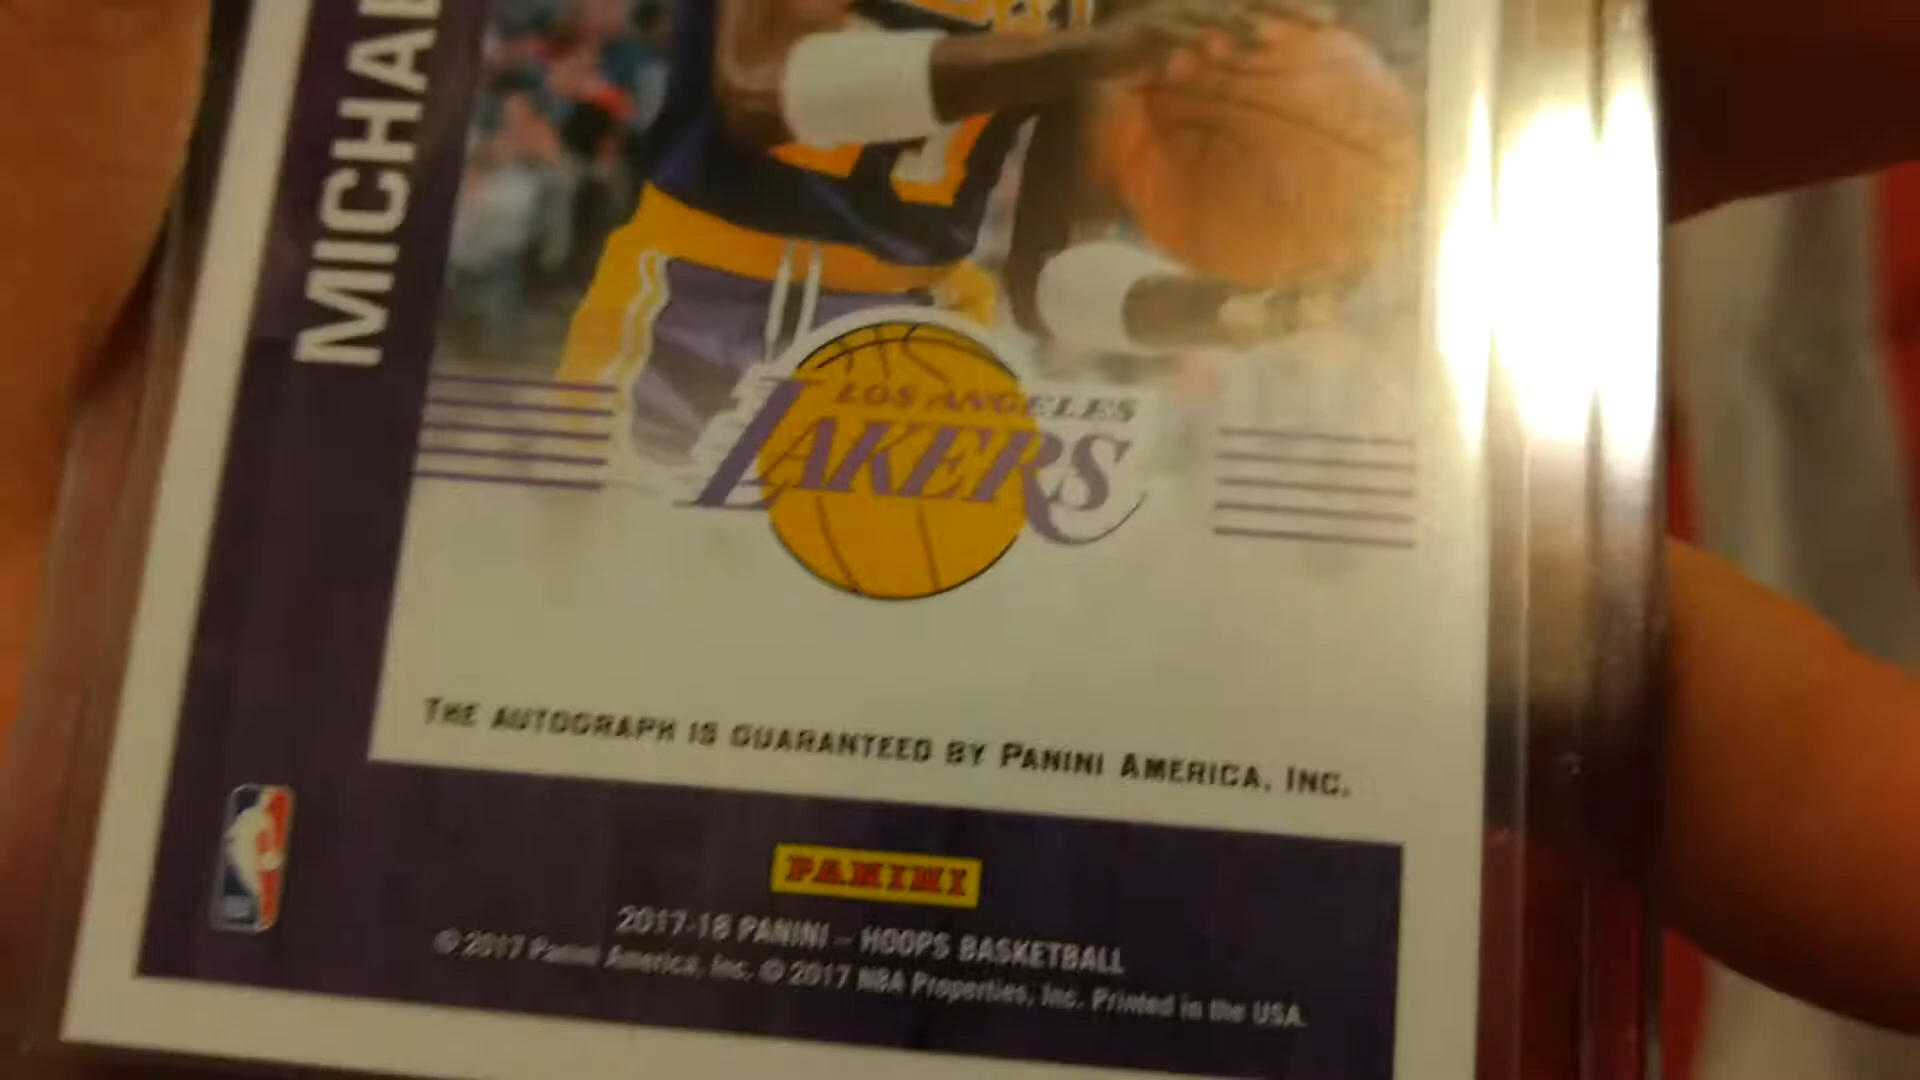 MICHAE
LOS ANGELES
LAKERS
THE AUTOGRAPH IS GUARANTEED BY PANINI AMERICA, INC.
PANINI
2017-18 PANINI – HOOPS BASKETBALL
© 2017 Panini America, Inc. © 2017 NBA Properties, Inc. Printed in the USA.